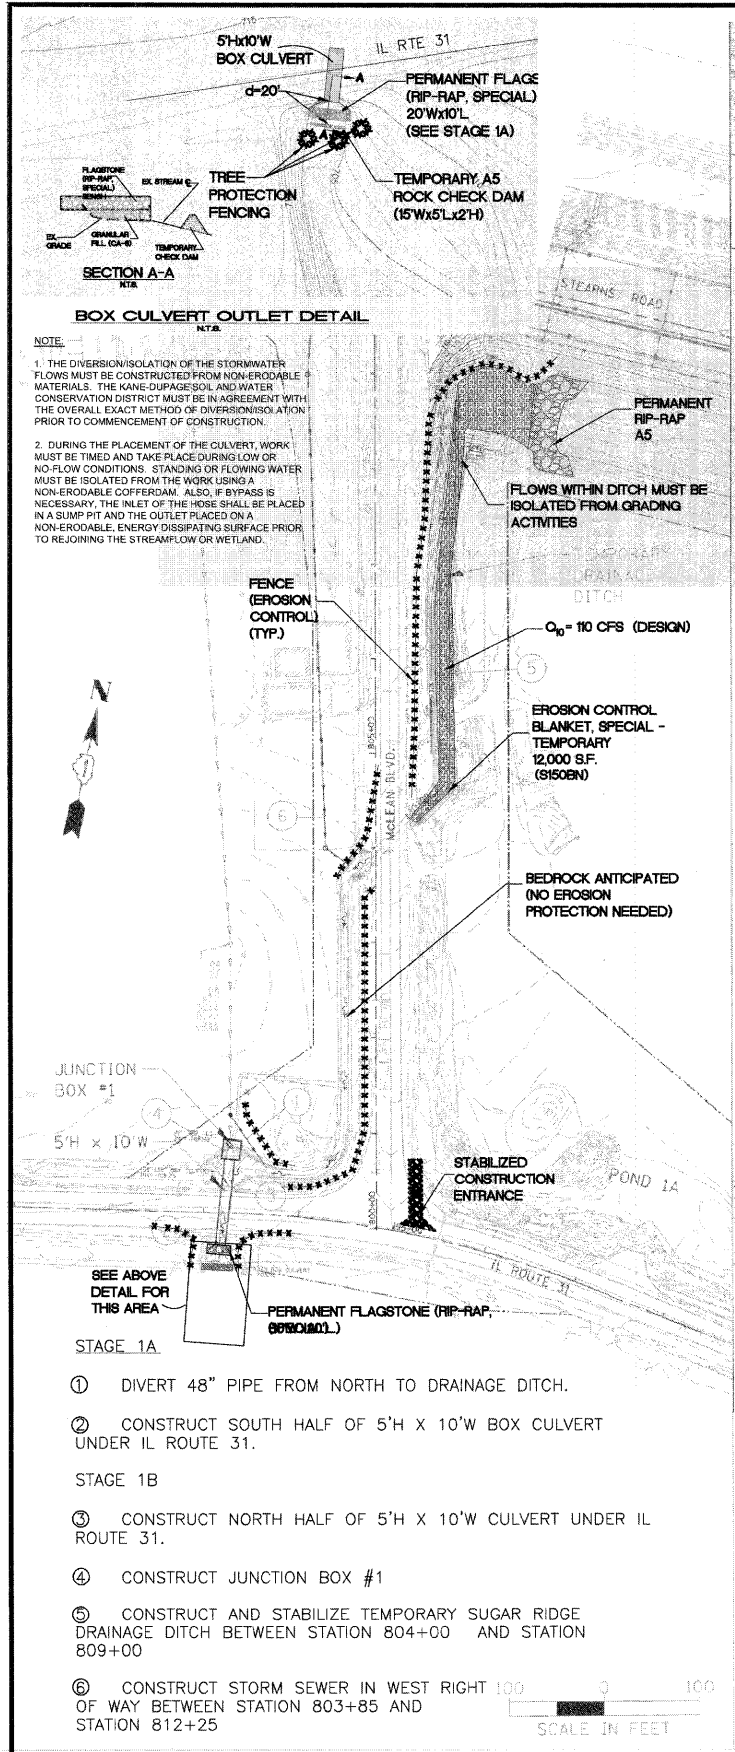 5'Hx10'W
BOX CULVERT
IL RTE 31
A
d=20'
PERMANENT FLAGS
(RIP-RAP, SPECIAL)
20'Wx10'L
(SEE STAGE 1A)
A
TREE
PROTECTION
FENCING
TEMPORARY A5
ROCK CHECK DAM
(15'Wx5'Lx2'H)
FLAGSTONE
(RIP-RAP,
SPECIAL)
EX. STREAM
EX.
GRADE
GRANULAR
FILL (CA-6)
TEMPORARY
CHECK DAM
SECTION A-A
N.T.S.
BOX CULVERT OUTLET DETAIL
N.T.S.
STEARNS ROAD
NOTE:
1. THE DIVERSION/ISOLATION OF THE STORMWATER
FLOWS MUST BE CONSTRUCTED FROM NON-ERODABLE
MATERIALS. THE KANE-DUPAGE SOIL AND WATER
CONSERVATION DISTRICT MUST BE IN AGREEMENT WITH
THE OVERALL EXACT METHOD OF DIVERSION/ISOLATION
PRIOR TO COMMENCEMENT OF CONSTRUCTION.
2. DURING THE PLACEMENT OF THE CULVERT, WORK
MUST BE TIMED AND TAKE PLACE DURING LOW OR
NO-FLOW CONDITIONS. STANDING OR FLOWING WATER
MUST BE ISOLATED FROM THE WORK USING A
NON-ERODABLE COFFERDAM. ALSO, IF BYPASS IS
NECESSARY, THE INLET OF THE HOSE SHALL BE PLACED
IN A SUMP PIT AND THE OUTLET PLACED ON A
NON-ERODABLE, ENERGY DISSIPATING SURFACE PRIOR
TO REJOINING THE STREAMFLOW OR WETLAND.
PERMANENT
RIP-RAP
A5
FLOWS WITHIN DITCH MUST BE
ISOLATED FROM GRADING
ACTIVITIES
TEMPORARY
DRAINAGE
DITCH
FENCE
(EROSION
CONTROL)
(TYP.)
Q10 = 110 CFS (DESIGN)
5
N
EROSION CONTROL
BLANKET, SPECIAL -
TEMPORARY
12,000 S.F.
(S150BN)
805+00
MCLEAN BLVD.
6
BEDROCK ANTICIPATED
(NO EROSION
PROTECTION NEEDED)
JUNCTION
BOX #1
4
1
5'H x 10'W
3
800+00
STABILIZED
CONSTRUCTION
ENTRANCE
POND 1A
IL ROUTE 31
SEE ABOVE
DETAIL FOR
THIS AREA
PERMANENT FLAGSTONE (RIP-RAP,
STAGE 1A
① DIVERT 48" PIPE FROM NORTH TO DRAINAGE DITCH.
② CONSTRUCT SOUTH HALF OF 5'H X 10'W BOX CULVERT
UNDER IL ROUTE 31.
STAGE 1B
③ CONSTRUCT NORTH HALF OF 5'H X 10'W CULVERT UNDER IL
ROUTE 31.
④ CONSTRUCT JUNCTION BOX #1
⑤ CONSTRUCT AND STABILIZE TEMPORARY SUGAR RIDGE
DRAINAGE DITCH BETWEEN STATION 804+00 AND STATION
809+00
⑥ CONSTRUCT STORM SEWER IN WEST RIGHT
OF WAY BETWEEN STATION 803+85 AND
STATION 812+25
100 0 100
SCALE IN FEET